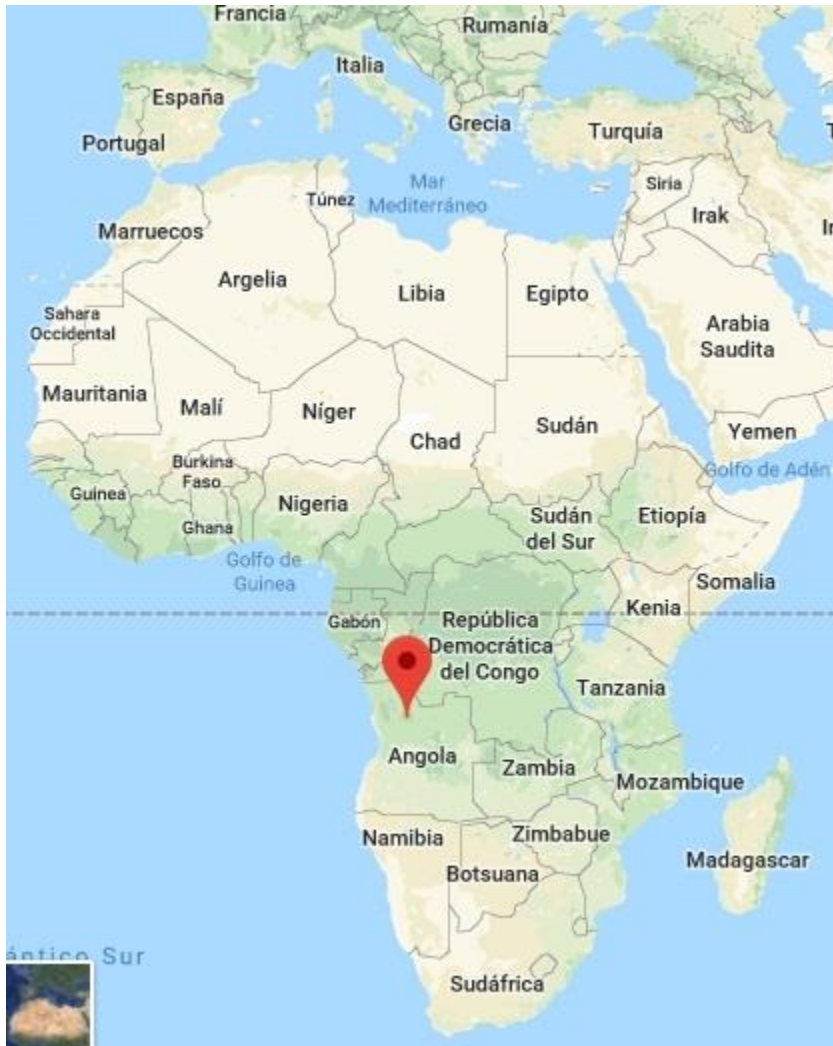 Francia
Rumanía
Italia
España
Portugal
Grecia
Turquía
Mar
Mediterráneo
Túnez
Siria
Irak
Marruecos
Argelia
Libia
Egipto
Sahara
Occidental
Arabia
Saudita
Mauritania
Malí
Níger
Chad
Sudán
Yemen
Golfo de Adén
Burkina
Faso
Guinea
Nigeria
Ghana
Sudán
del Sur
Etiopía
Golfo de
Guinea
Somalia
Gabón
República
Democrática
del Congo
Kenia
Tanzania
Angola
Zambia
Mozambique
Namibia
Zimbabue
Botsuana
Madagascar
ántico Sur
Sudáfrica